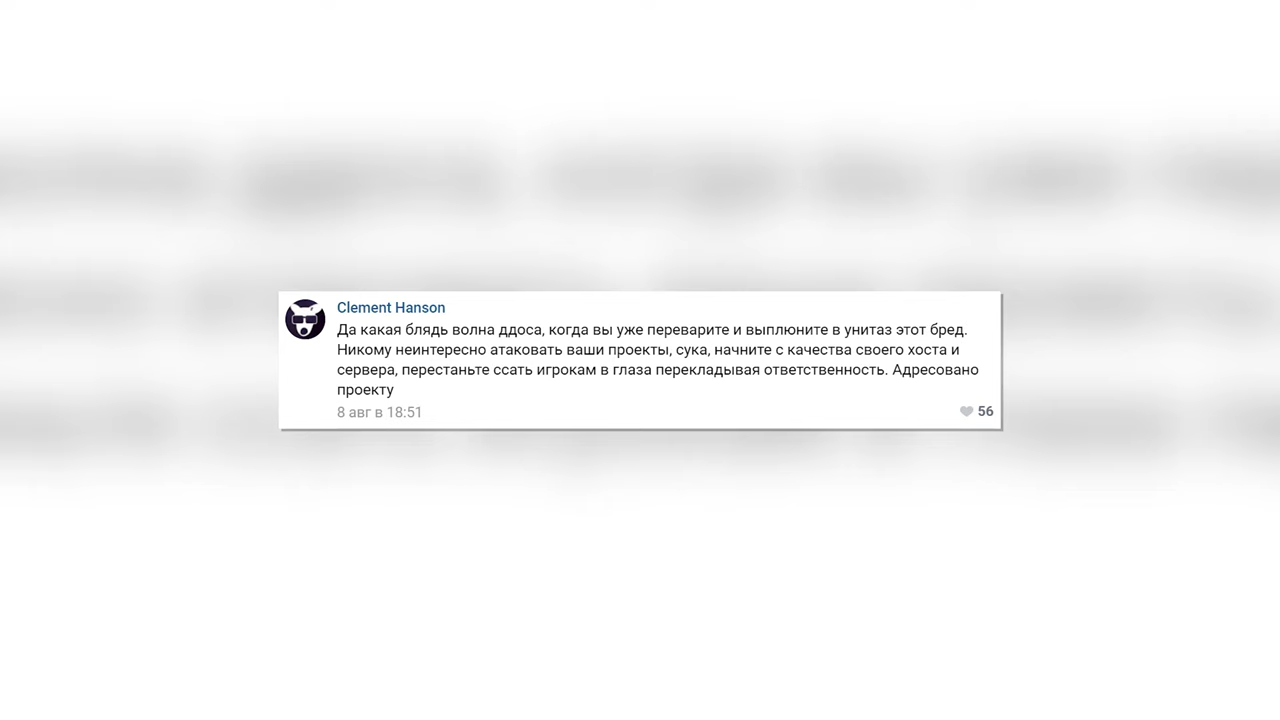 Clement Hanson
Да какая блядь волна ддоса, когда вы уже переварите и выплюните в унитаз этот бред.
Никому неинтересно атаковать ваши проекты, сука, начните с качества своего хоста и
сервера, перестаньте ссать игрокам в глаза перекладывая ответственность. Адресовано
проекту
8 авг в 18:51
56